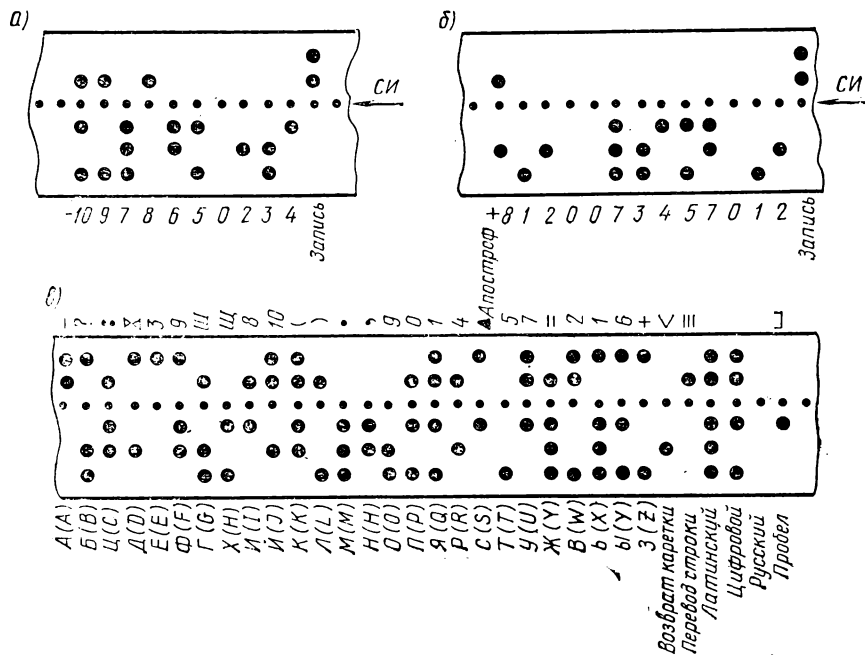 а)
СИ
-10 9 7 8 6 5 0 2 3 4 Запись
б)
СИ
+8 1 2 0 0 7 3 4 5 7 0 1 2 Запись
в)
– ? : 3 9 Ш Щ 8 10 ( ) • , 9 0 1 4 Апостроф 5 7 = 2 1 6 + < ≡ ]
А(A) Б(B) Ц(C) Д(D) Е(E) Ф(F) Г(G) Х(H) И(I) Й(J) К(K) Л(L) М(M) Н(H) О(O) П(P) Я(Q) Р(R) С(S) Т(T) У(U) Ж(Y) В(W) Ь(X) Ы(Y) З(Z) Возврат каретки Перевод строки Латинский Цифровой Русский Пробел